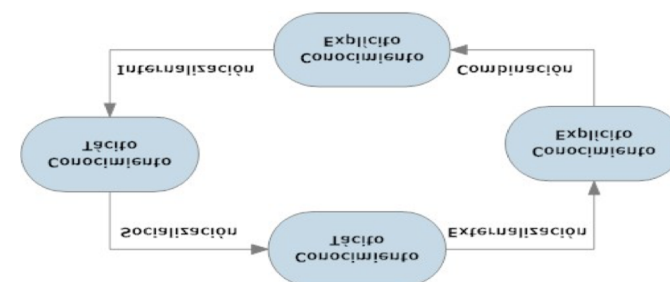 Conocimiento
Tácito
Socialización
Externalización
Conocimiento
Tácito
Conocimiento
Explícito
Internalización
Combinación
Conocimiento
Explícito